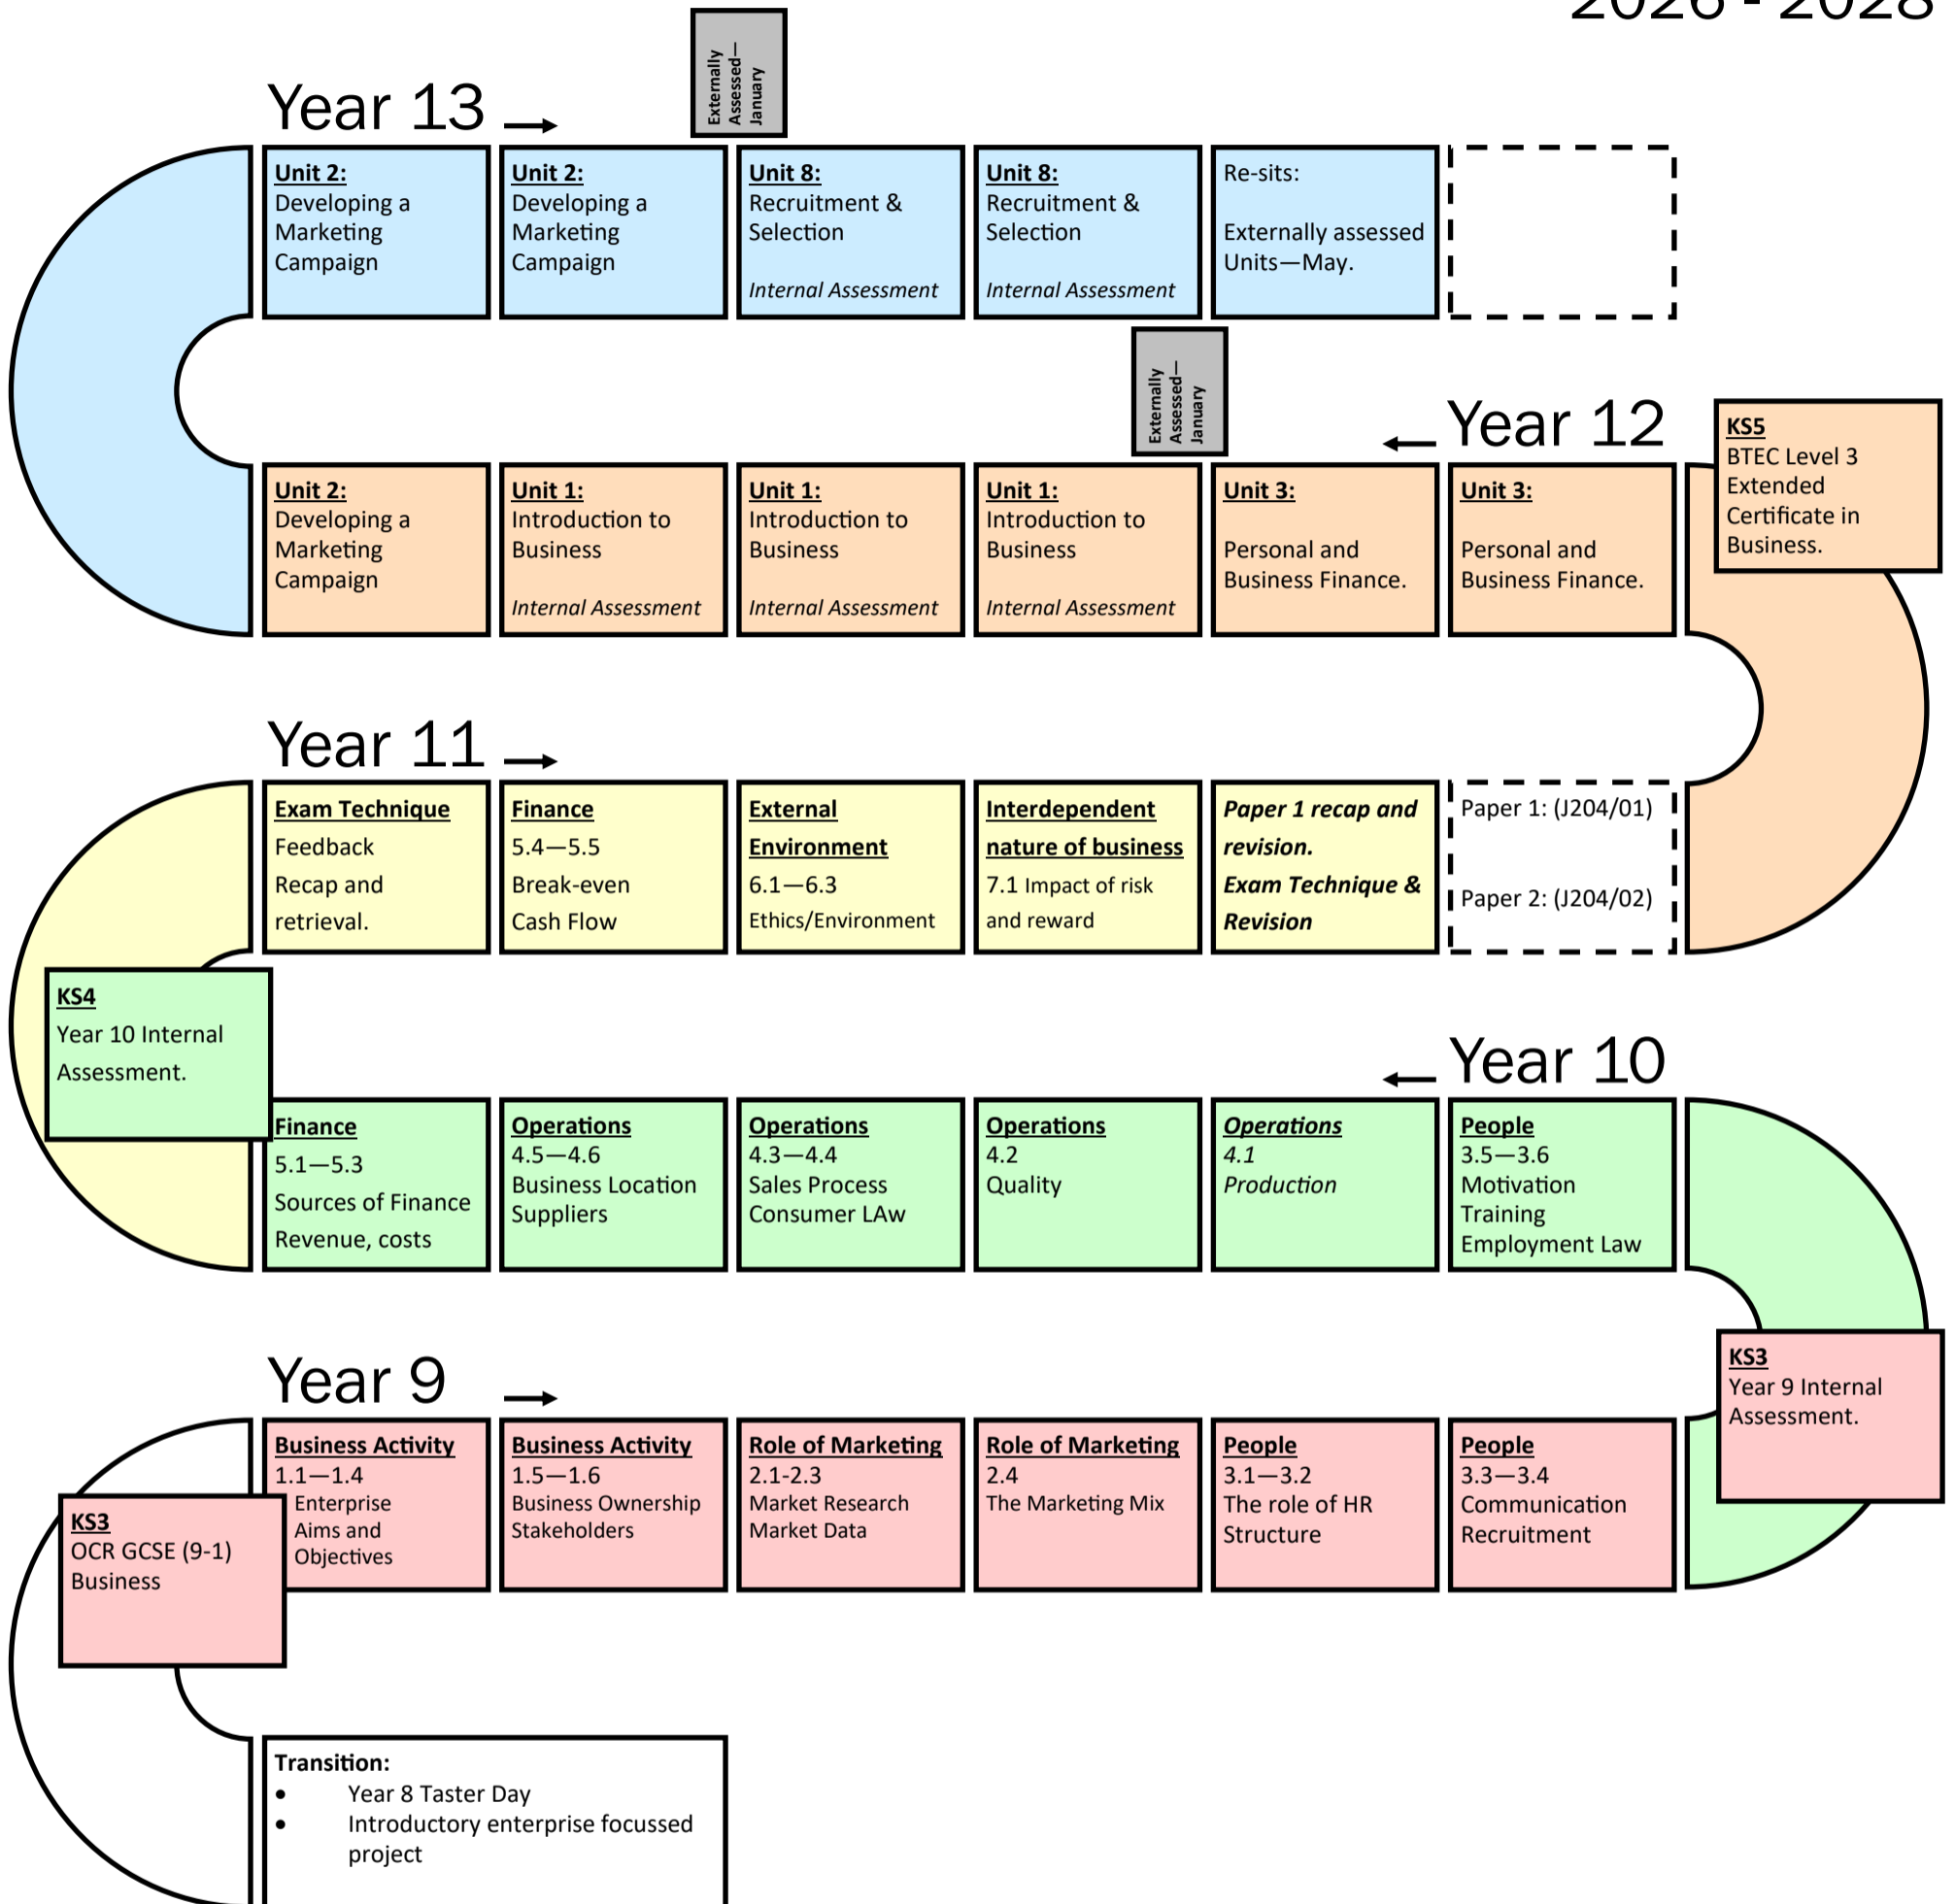 2026 - 2028
Externally
Assessed—
January
Year 13
Unit 2:
Developing a
Marketing
Campaign
Unit 2:
Developing a
Marketing
Campaign
Unit 8:
Recruitment &
Selection
Internal Assessment
Unit 8:
Recruitment &
Selection
Internal Assessment
Re-sits:
Externally assessed
Units—May.
Externally
Assessed—
January
Year 12
KS5
BTEC Level 3
Extended
Certificate in
Business.
Unit 2:
Developing a
Marketing
Campaign
Unit 1:
Introduction to
Business
Internal Assessment
Unit 1:
Introduction to
Business
Internal Assessment
Unit 1:
Introduction to
Business
Internal Assessment
Unit 3:
Personal and
Business Finance.
Unit 3:
Personal and
Business Finance.
Year 11
Exam Technique
Feedback
Recap and
retrieval.
Finance
5.4—5.5
Break-even
Cash Flow
External
Environment
6.1—6.3
Ethics/Environment
Interdependent
nature of business
7.1 Impact of risk
and reward
Paper 1 recap and
revision.
Exam Technique &
Revision
Paper 1: (J204/01)
Paper 2: (J204/02)
KS4
Year 10 Internal
Assessment.
Year 10
Finance
5.1—5.3
Sources of Finance
Revenue, costs
Operations
4.5—4.6
Business Location
Suppliers
Operations
4.3—4.4
Sales Process
Consumer LAw
Operations
4.2
Quality
Operations
4.1
Production
People
3.5—3.6
Motivation
Training
Employment Law
KS3
Year 9 Internal
Assessment.
Year 9
Business Activity
1.1—1.4
Enterprise
Aims and
Objectives
Business Activity
1.5—1.6
Business Ownership
Stakeholders
Role of Marketing
2.1-2.3
Market Research
Market Data
Role of Marketing
2.4
The Marketing Mix
People
3.1—3.2
The role of HR
Structure
People
3.3—3.4
Communication
Recruitment
KS3
OCR GCSE (9-1)
Business
Transition:
• Year 8 Taster Day
• Introductory enterprise focussed
project